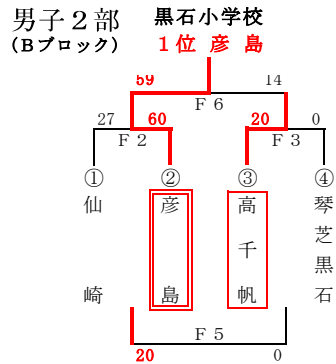 男子２部 黒石小学校
(Ｂブロック) １位 彦 島
59 14
Ｆ６
27 60 20 0
Ｆ２ Ｆ３
① ② ③ ④
仙崎 彦島 高千帆 琴芝黒石
Ｆ５
20 0